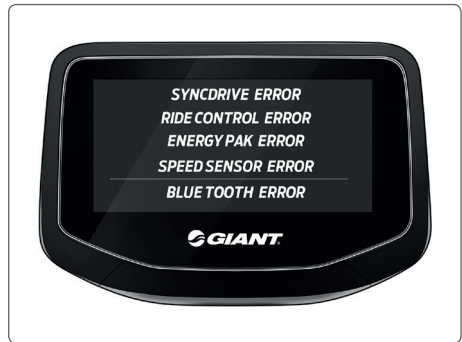 SYNCDRIVE ERROR
RIDE CONTROL ERROR
ENERGY PAK ERROR
SPEED SENSOR ERROR
BLUE TOOTH ERROR
GIANT